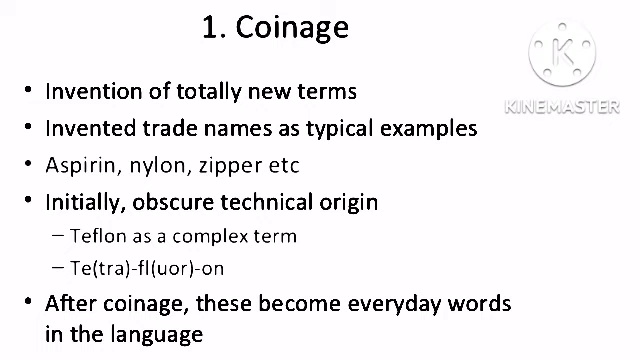 1. Coinage
K
KINEMASTER
• Invention of totally new terms
• Invented trade names as typical examples
• Aspirin, nylon, zipper etc
• Initially, obscure technical origin
– Teflon as a complex term
– Te(tra)-fl(uor)-on
• After coinage, these become everyday words
in the language